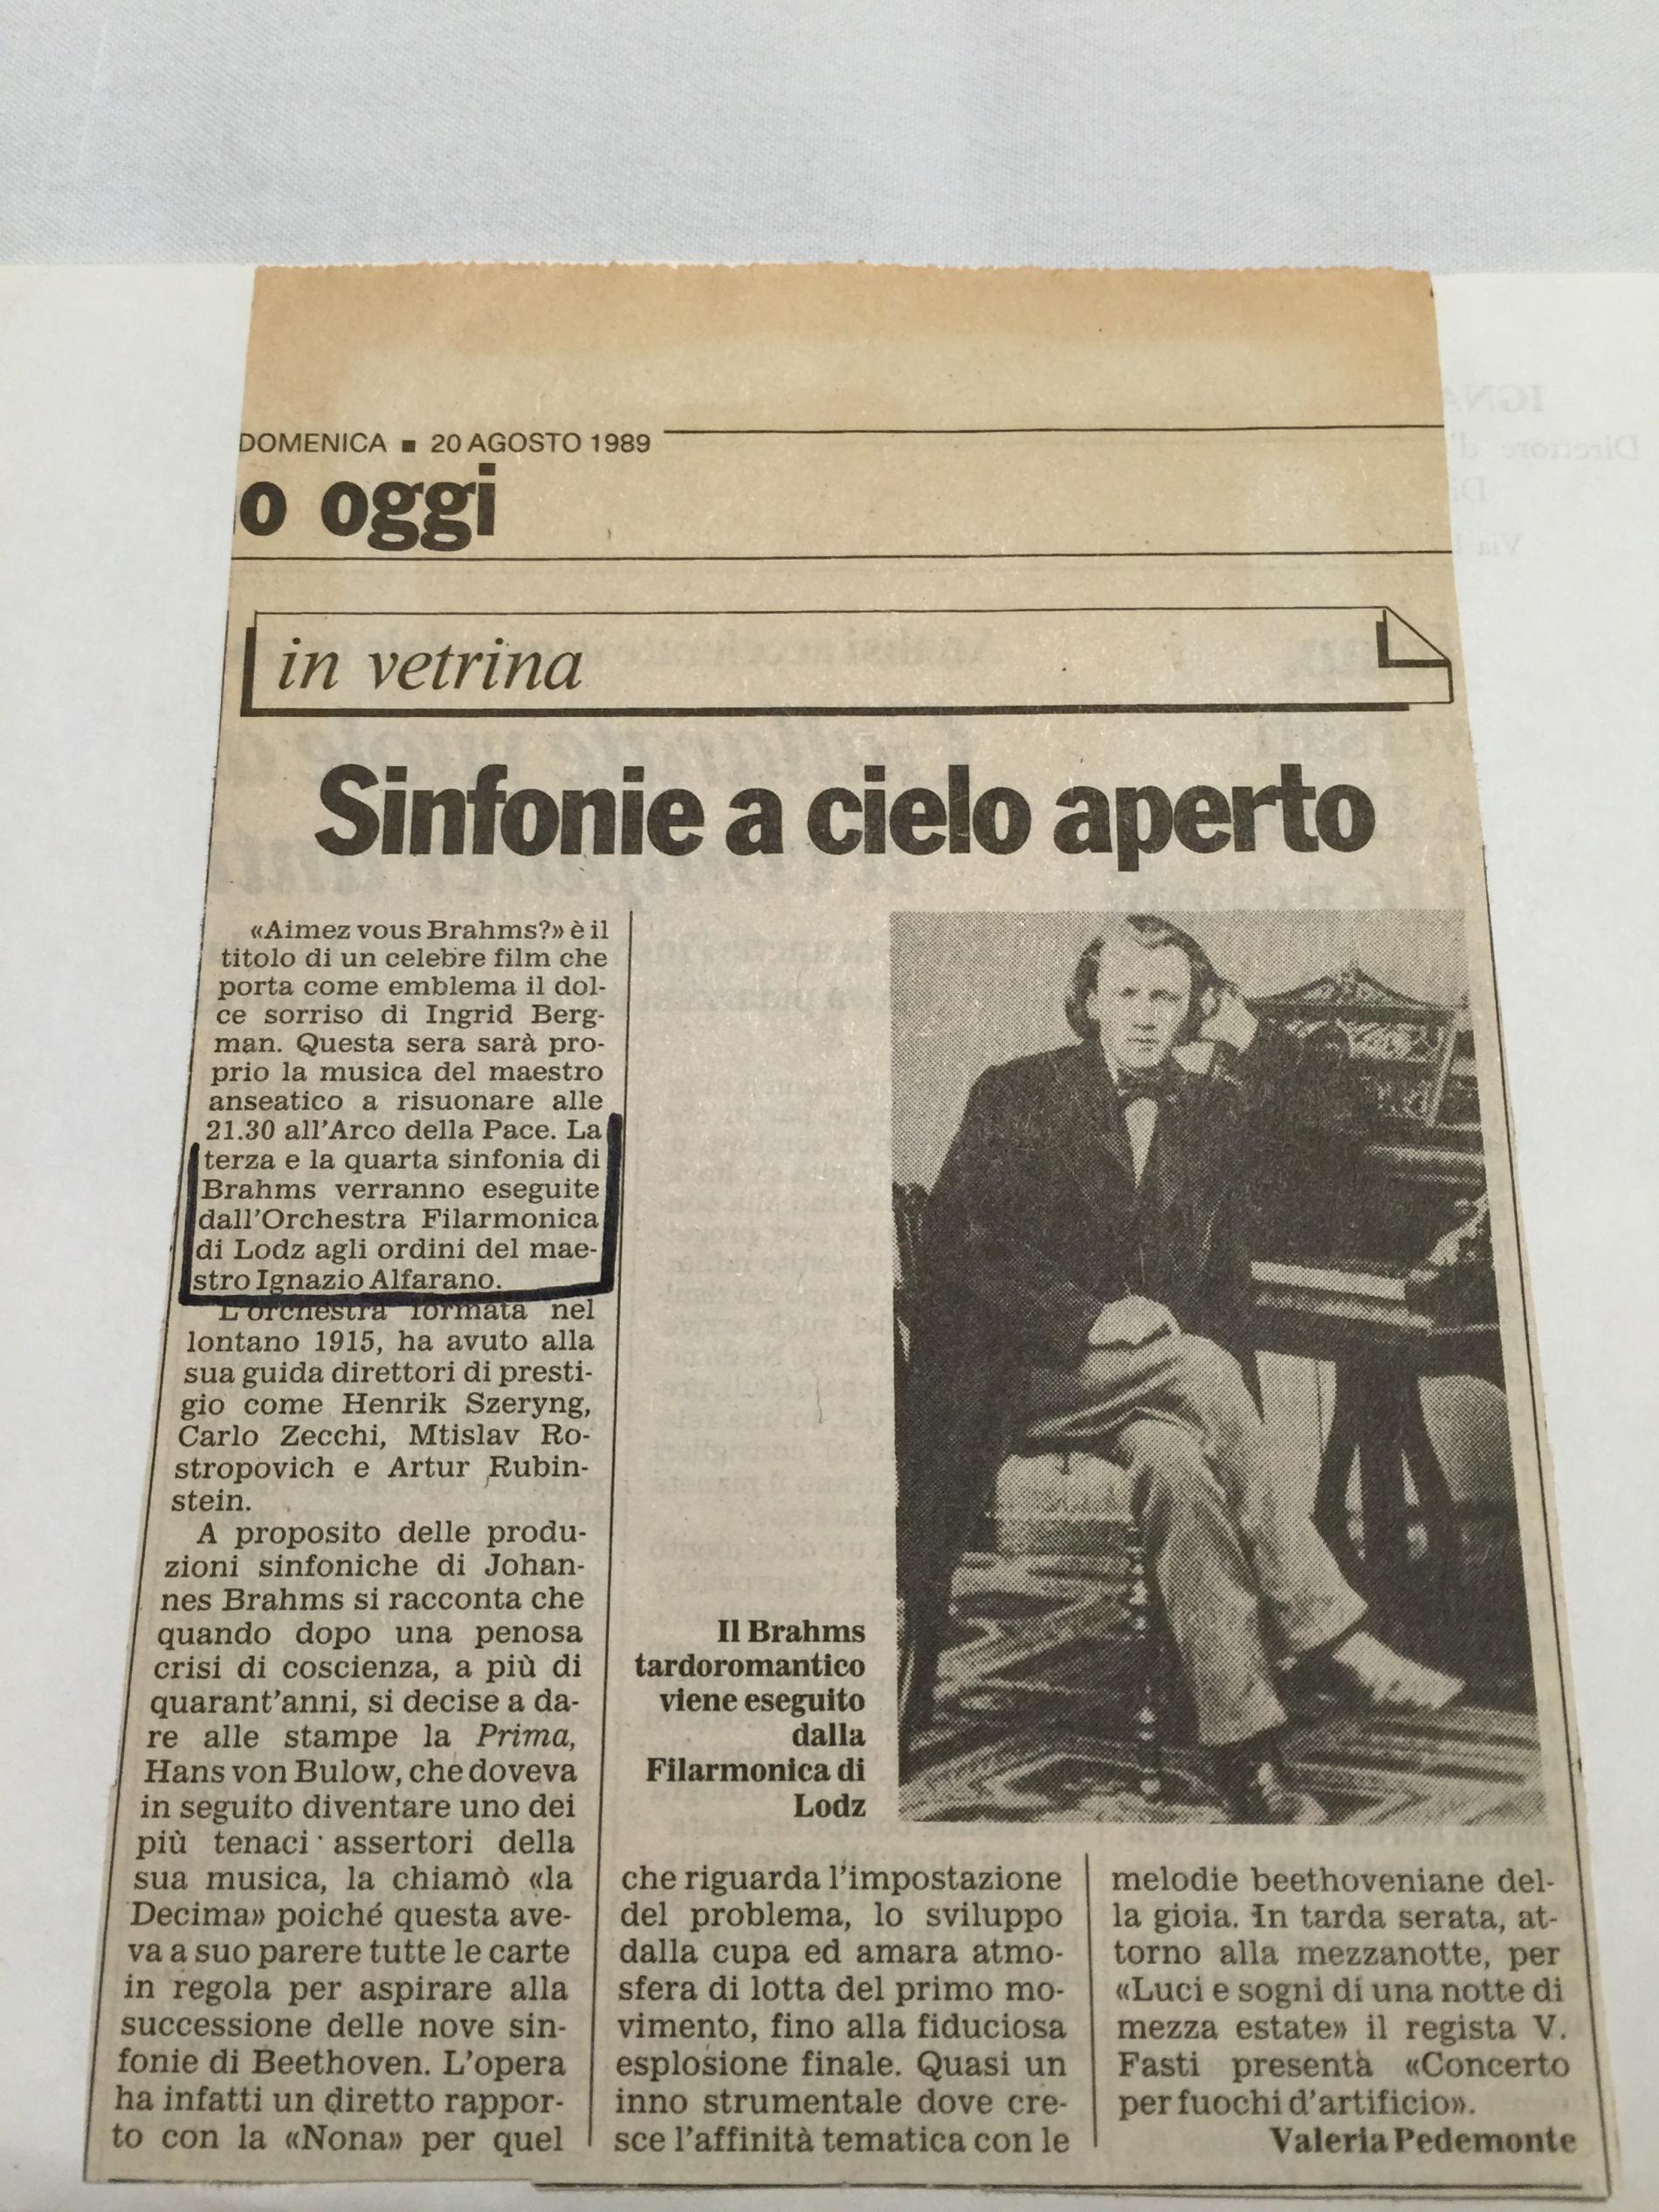 DOMENICA ■ 20 AGOSTO 1989
o oggi
in vetrina
Sinfonie a cielo aperto
«Aimez vous Brahms?» è il
titolo di un celebre film che
porta come emblema il dol-
ce sorriso di Ingrid Berg-
man. Questa sera sarà pro-
prio la musica del maestro
anseatico a risuonare alle
21.30 all'Arco della Pace. La
terza e la quarta sinfonia di
Brahms verranno eseguite
dall'Orchestra Filarmonica
di Lodz agli ordini del mae-
stro Ignazio Alfarano.
L'orchestra formata nel
lontano 1915, ha avuto alla
sua guida direttori di presti-
gio come Henrik Szeryng,
Carlo Zecchi, Mtislav Ro-
stropovich e Artur Rubin-
stein.
A proposito delle produ-
zioni sinfoniche di Johan-
nes Brahms si racconta che
quando dopo una penosa
crisi di coscienza, a più di
quarant'anni, si decise a da-
re alle stampe la Prima,
Hans von Bulow, che doveva
in seguito diventare uno dei
più tenaci assertori della
sua musica, la chiamò «la
Decima» poiché questa ave-
va a suo parere tutte le carte
in regola per aspirare alla
successione delle nove sin-
fonie di Beethoven. L'opera
ha infatti un diretto rappor-
to con la «Nona» per quel
Il Brahms
tardoromantico
viene eseguito
dalla
Filarmonica di
Lodz
che riguarda l'impostazione
del problema, lo sviluppo
dalla cupa ed amara atmo-
sfera di lotta del primo mo-
vimento, fino alla fiduciosa
esplosione finale. Quasi un
inno strumentale dove cre-
sce l'affinità tematica con le
melodie beethoveniane del-
la gioia. In tarda serata, at-
torno alla mezzanotte, per
«Luci e sogni di una notte di
mezza estate» il regista V.
Fasti presenta «Concerto
per fuochi d'artificio».
Valeria Pedemonte